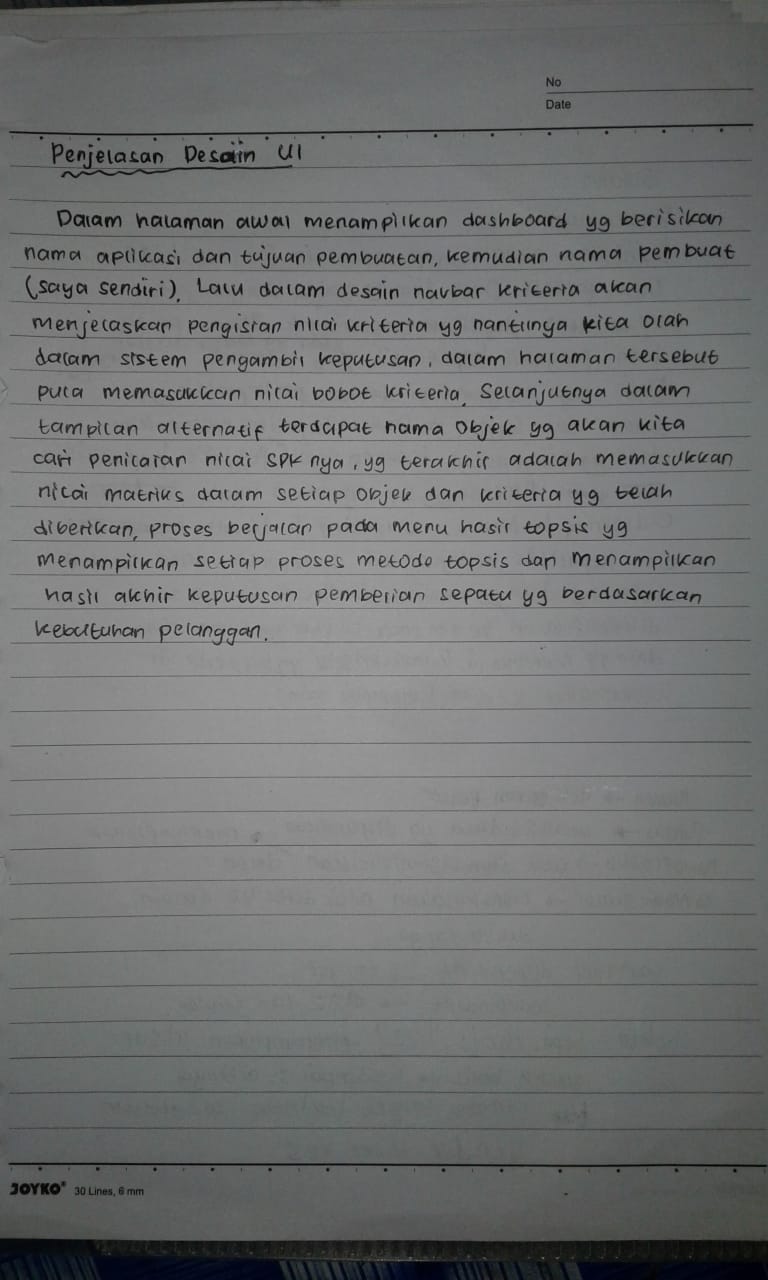 No
Date
Penjelasan Desain UI
Dalam halaman awal menampilkan dashboard yg berisikan
nama aplikasi dan tujuan pembuatan, kemudian nama pembuat
(saya sendiri), Lalu dalam desain navbar kriteria akan
menjelaskan pengisian nilai kriteria yg nantinya kita olah
dalam sistem pengambil keputusan, dalam halaman tersebut
pula memasukkan nilai bobot kriteria. Selanjutnya dalam
tampilan alternatif terdapat nama objek yg akan kita
cari penilaian nilai SPK nya, yg terakhir adalah memasukkan
nilai matriks dalam setiap objek dan kriteria yg telah
diberikan, proses berjalan pada menu hasil topsis yg
menampilkan setiap proses metode topsis dan menampilkan
hasil akhir keputusan pemberian sepatu yg berdasarkan
kebutuhan pelanggan.
JOYKO® 30 Lines, 6 mm